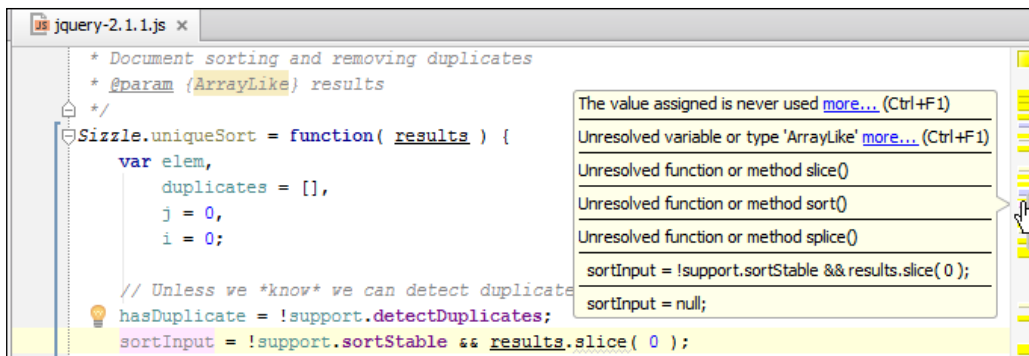 JS jquery-2.1.1.js ×
* Document sorting and removing duplicates
* @param {ArrayLike} results
*/
Sizzle.uniqueSort = function( results ) {
var elem,
duplicates = [],
j = 0,
i = 0;
// Unless we *know* we can detect duplicate
hasDuplicate = !support.detectDuplicates;
sortInput = !support.sortStable && results.slice( 0 );
The value assigned is never used more... (Ctrl+F1)
Unresolved variable or type 'ArrayLike' more... (Ctrl+F1)
Unresolved function or method slice()
Unresolved function or method sort()
Unresolved function or method splice()
sortInput = !support.sortStable && results.slice( 0 );
sortInput = null;